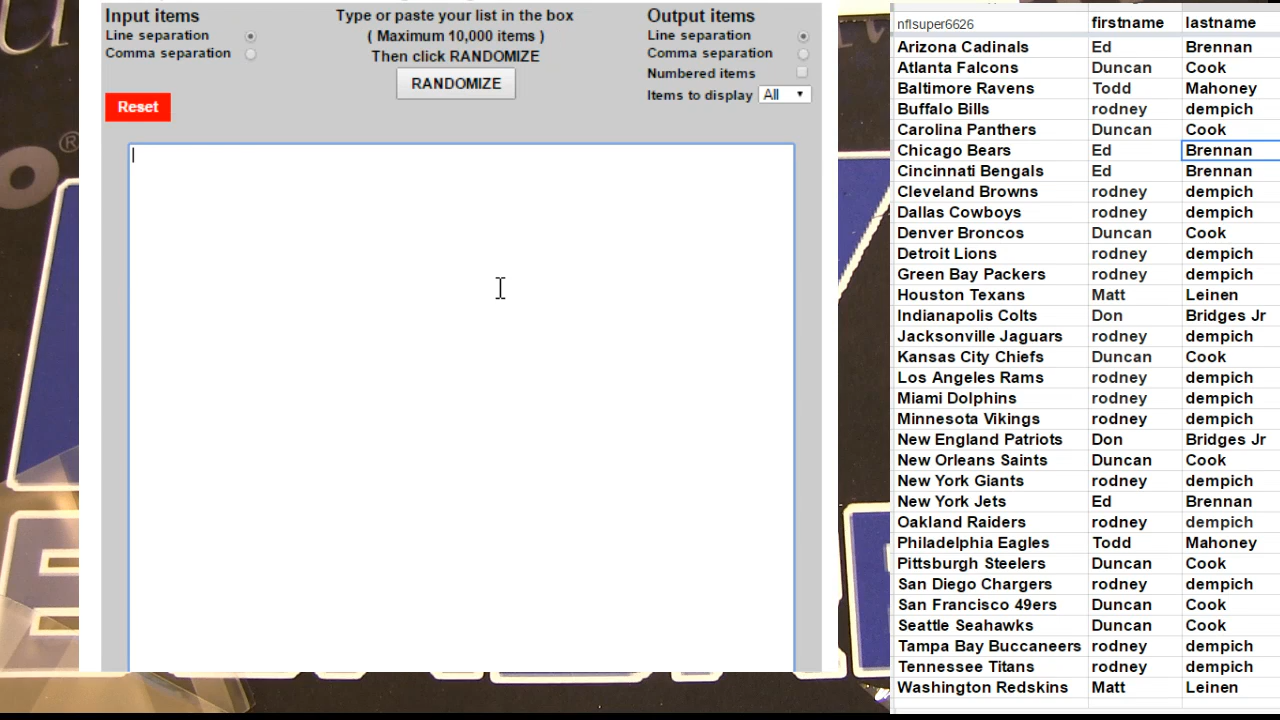 Input items
Line separation
Comma separation
Reset
Type or paste your list in the box
( Maximum 10,000 items )
Then click RANDOMIZE
RANDOMIZE
Output items
Line separation
Comma separation
Numbered items
Items to display All
®
nflsuper6626 firstname lastname
Arizona Cadinals Ed Brennan
Atlanta Falcons Duncan Cook
Baltimore Ravens Todd Mahoney
Buffalo Bills rodney dempich
Carolina Panthers Duncan Cook
Chicago Bears Ed Brennan
Cincinnati Bengals Ed Brennan
Cleveland Browns rodney dempich
Dallas Cowboys rodney dempich
Denver Broncos Duncan Cook
Detroit Lions rodney dempich
Green Bay Packers rodney dempich
Houston Texans Matt Leinen
Indianapolis Colts Don Bridges Jr
Jacksonville Jaguars rodney dempich
Kansas City Chiefs Duncan Cook
Los Angeles Rams rodney dempich
Miami Dolphins rodney dempich
Minnesota Vikings rodney dempich
New England Patriots Don Bridges Jr
New Orleans Saints Duncan Cook
New York Giants rodney dempich
New York Jets Ed Brennan
Oakland Raiders rodney dempich
Philadelphia Eagles Todd Mahoney
Pittsburgh Steelers Duncan Cook
San Diego Chargers rodney dempich
San Francisco 49ers Duncan Cook
Seattle Seahawks Duncan Cook
Tampa Bay Buccaneers rodney dempich
Tennessee Titans rodney dempich
Washington Redskins Matt Leinen